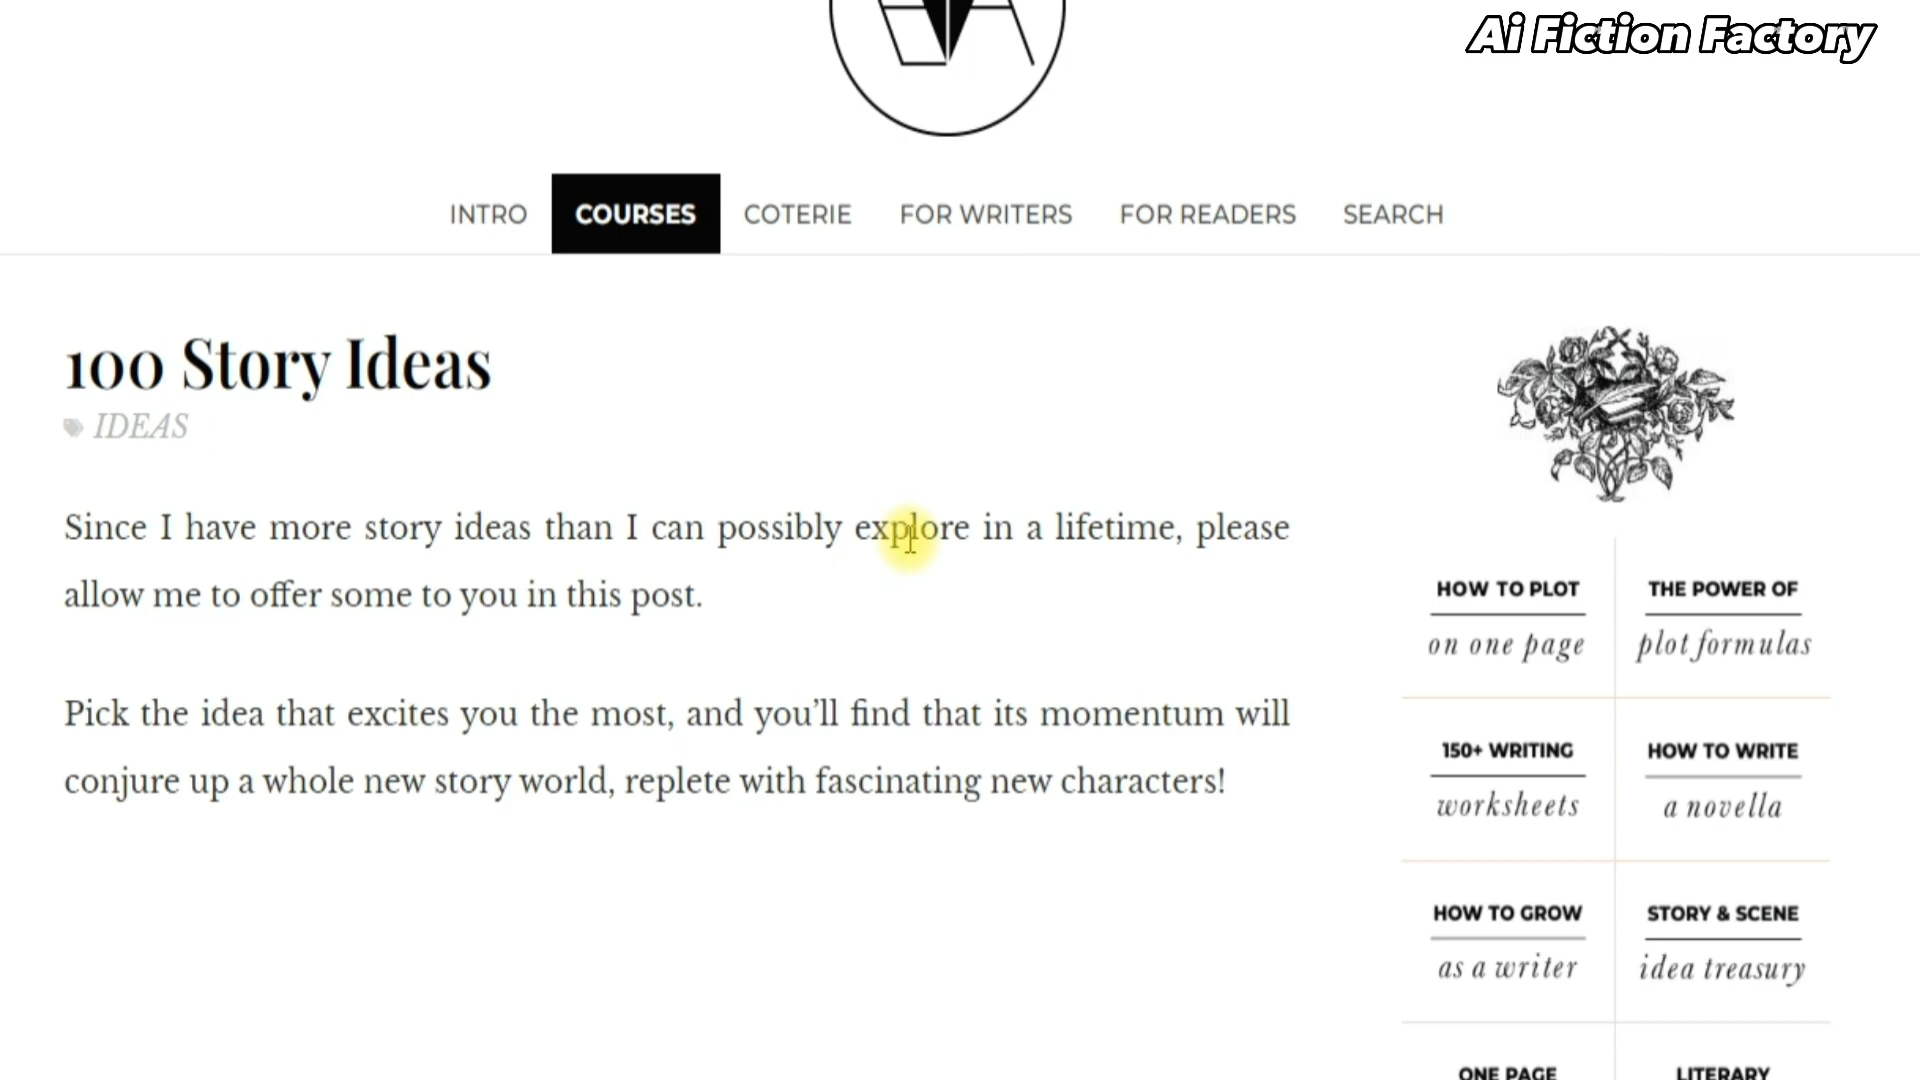 Ai Fiction Factory
INTRO
COURSES
COTERIE
FOR WRITERS
FOR READERS
SEARCH
100 Story Ideas
IDEAS
Since I have more story ideas than I can possibly explore in a lifetime, please
allow me to offer some to you in this post.
Pick the idea that excites you the most, and you’ll find that its momentum will
conjure up a whole new story world, replete with fascinating new characters!
HOW TO PLOT
on one page
THE POWER OF
plot formulas
150+ WRITING
worksheets
HOW TO WRITE
a novella
HOW TO GROW
as a writer
STORY & SCENE
idea treasury
ONE PAGE
LITERARY